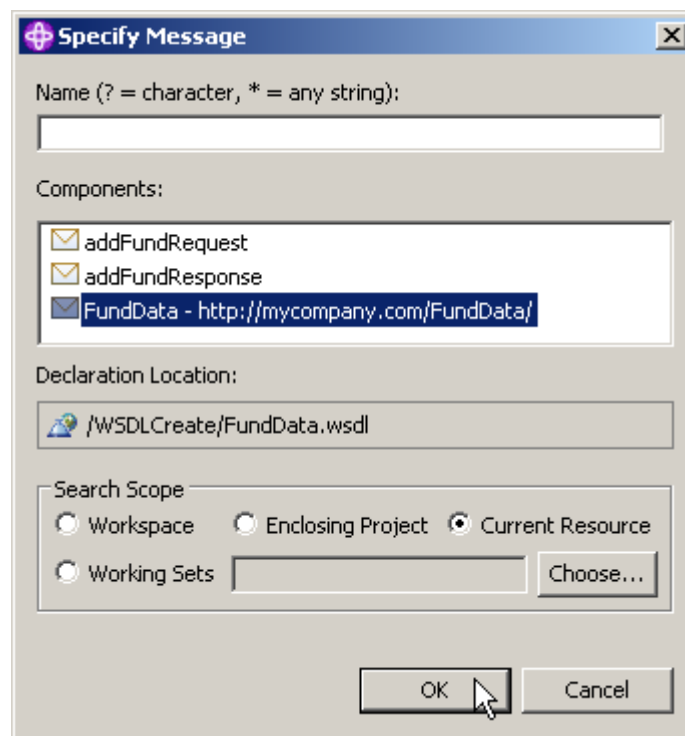 Specify Message
Name (? = character, * = any string):
Components:
addFundRequest
addFundResponse
FundData - http://mycompany.com/FundData/
Declaration Location:
/WSDLCreate/FundData.wsdl
Search Scope
Workspace Enclosing Project Current Resource
Working Sets Choose...
OK Cancel